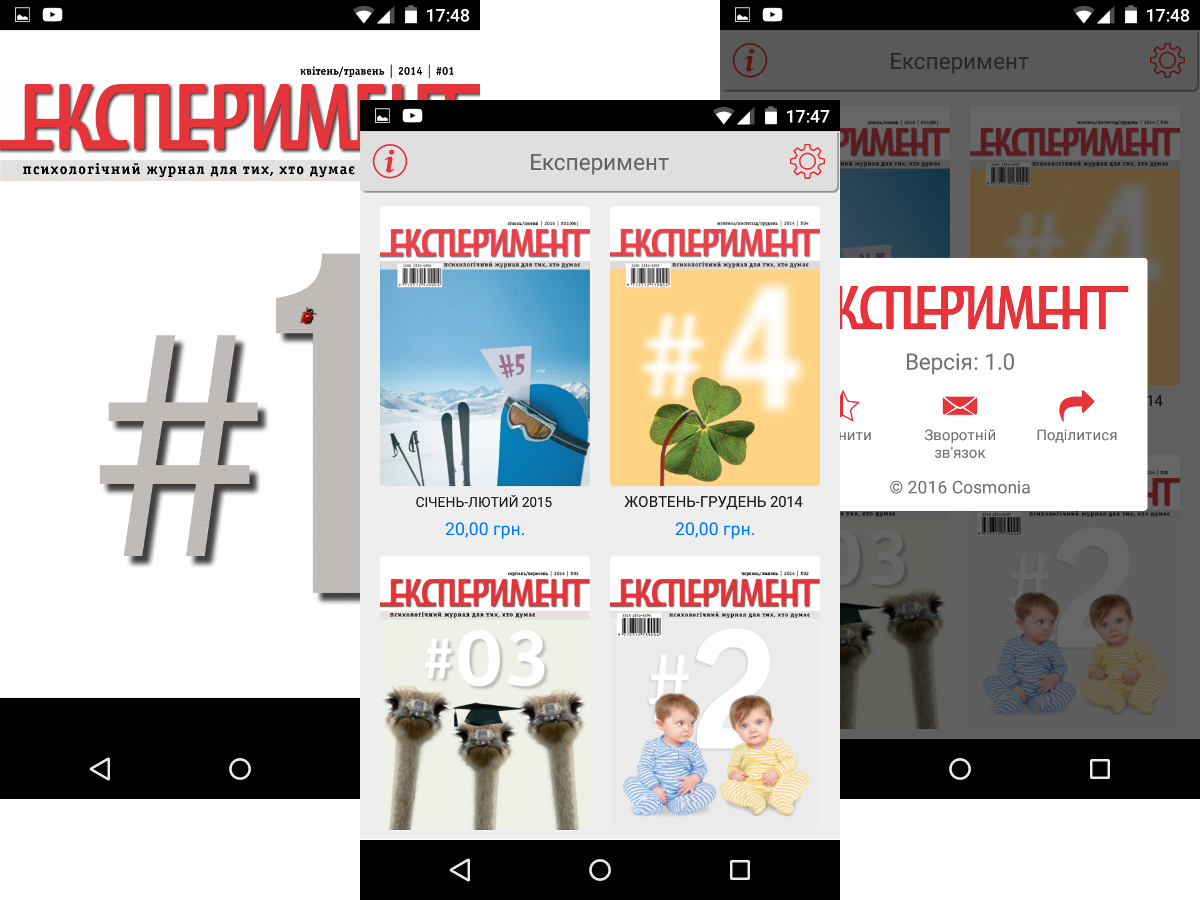 17:48
квітень/травень | 2014 | #01
ЕКСПЕРИМЕНТ
психологічний журнал для тих, хто думає
#1
17:47
Експеримент
січень/лютий | 2015 | #01(05)
ЕКСПЕРИМЕНТ
психологічний журнал для тих, хто думає
#5
СІЧЕНЬ-ЛЮТИЙ 2015
20,00 грн.
жовтень/листопад/грудень | 2014 | #04
ЕКСПЕРИМЕНТ
психологічний журнал для тих, хто думає
#4
ЖОВТЕНЬ-ГРУДЕНЬ 2014
20,00 грн.
серпень/вересень | 2014 | #03
ЕКСПЕРИМЕНТ
психологічний журнал для тих, хто думає
#03
червень/липень | 2014 | #02
ЕКСПЕРИМЕНТ
психологічний журнал для тих, хто думає
#2
17:48
Експеримент
#4
КСПЕРИМЕНТ
Версія: 1.0
нити
Зворотній
зв'язок
Поділитися
© 2016 Cosmonia
14
03
#2